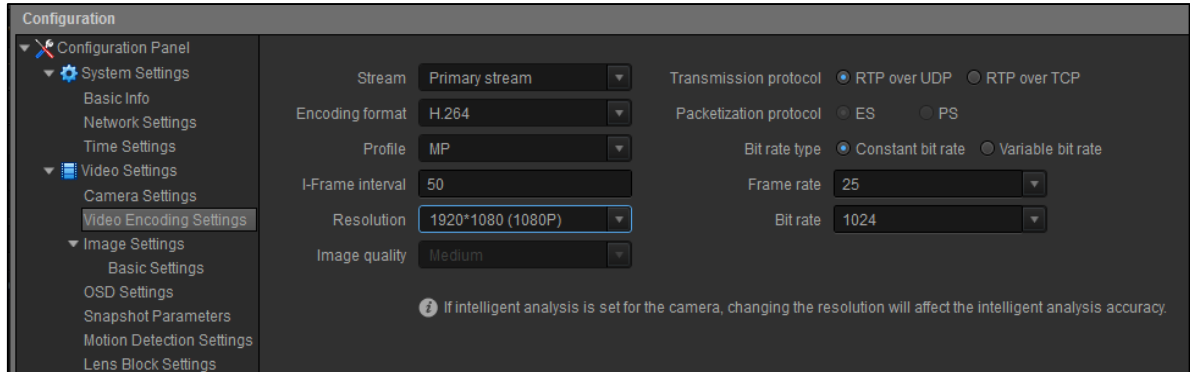 Configuration
Configuration Panel
System Settings
Basic Info
Network Settings
Time Settings
Video Settings
Camera Settings
Video Encoding Settings
Image Settings
Basic Settings
OSD Settings
Snapshot Parameters
Motion Detection Settings
Lens Block Settings
Stream Primary stream
Encoding format H.264
Profile MP
I-Frame interval 50
Resolution 1920*1080 (1080P)
Image quality Medium
Transmission protocol RTP over UDP RTP over TCP
Packetization protocol ES PS
Bit rate type Constant bit rate Variable bit rate
Frame rate 25
Bit rate 1024
If intelligent analysis is set for the camera, changing the resolution will affect the intelligent analysis accuracy.